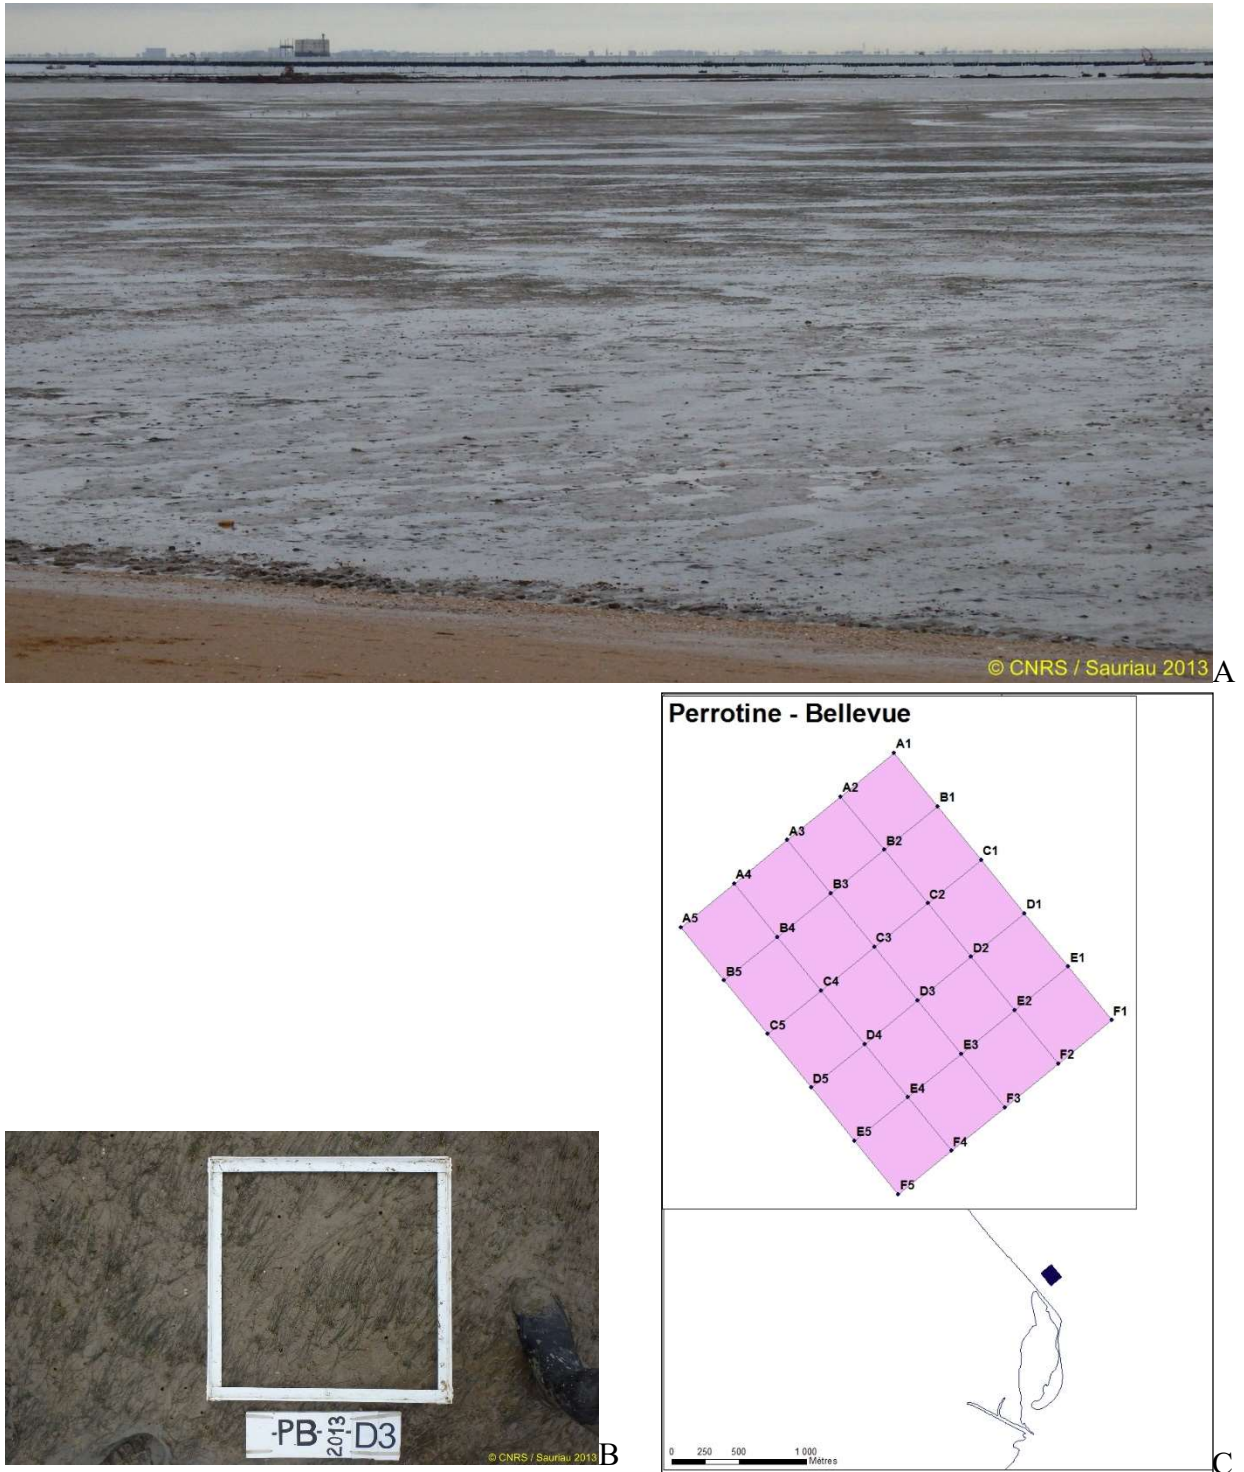 © CNRS / Sauriau 2013
A
Perrotine - Bellevue
A1
A2
B1
A3
B2
C1
A4
B3
C2
D1
A5
B4
C3
D2
E1
B5
C4
D3
E2
F1
C5
D4
E3
F2
D5
E4
F3
E5
F4
F5
-PB-
2013
-D3
© CNRS / Sauriau 2013
B
0 250 500 1 000
Mètres
C